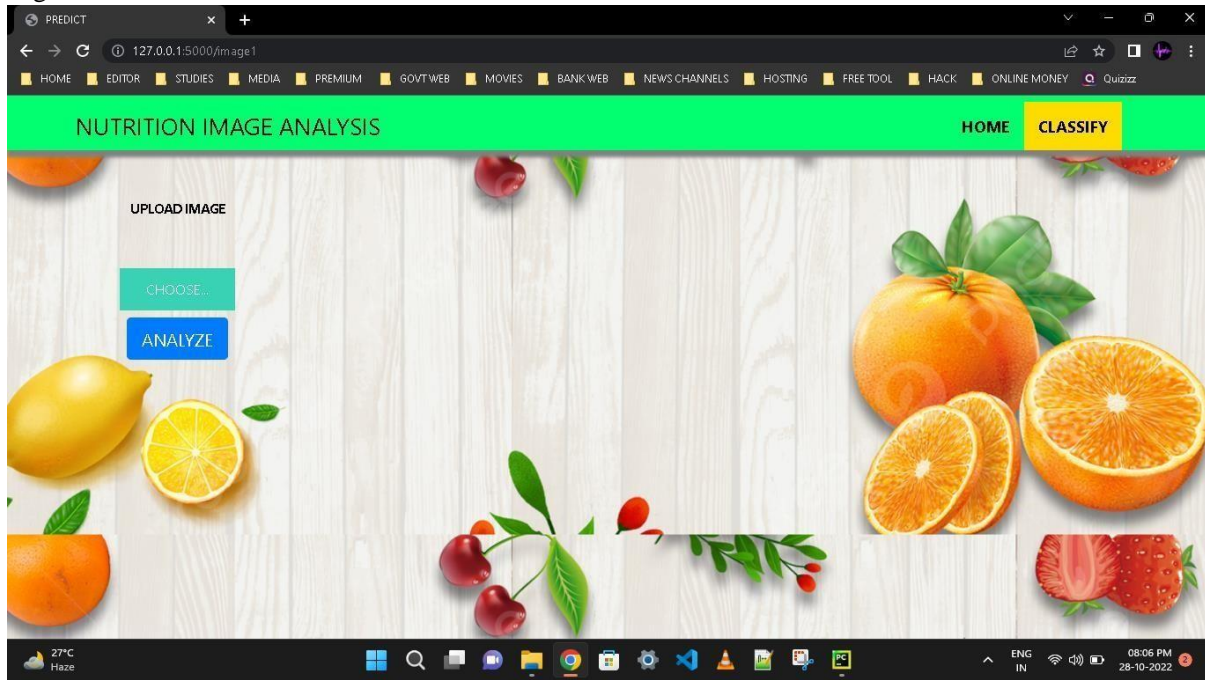 PREDICT
127.0.0.1:5000/image1
HOME EDITOR STUDIES MEDIA PREMIUM GOVT WEB MOVIES BANK WEB NEWS CHANNELS HOSTING FREE TOOL HACK ONLINE MONEY Quizizz
NUTRITION IMAGE ANALYSIS HOME CLASSIFY
UPLOAD IMAGE
CHOOSE...
ANALYZE
27°C
Haze
ENG
IN
08:06 PM
28-10-2022
2